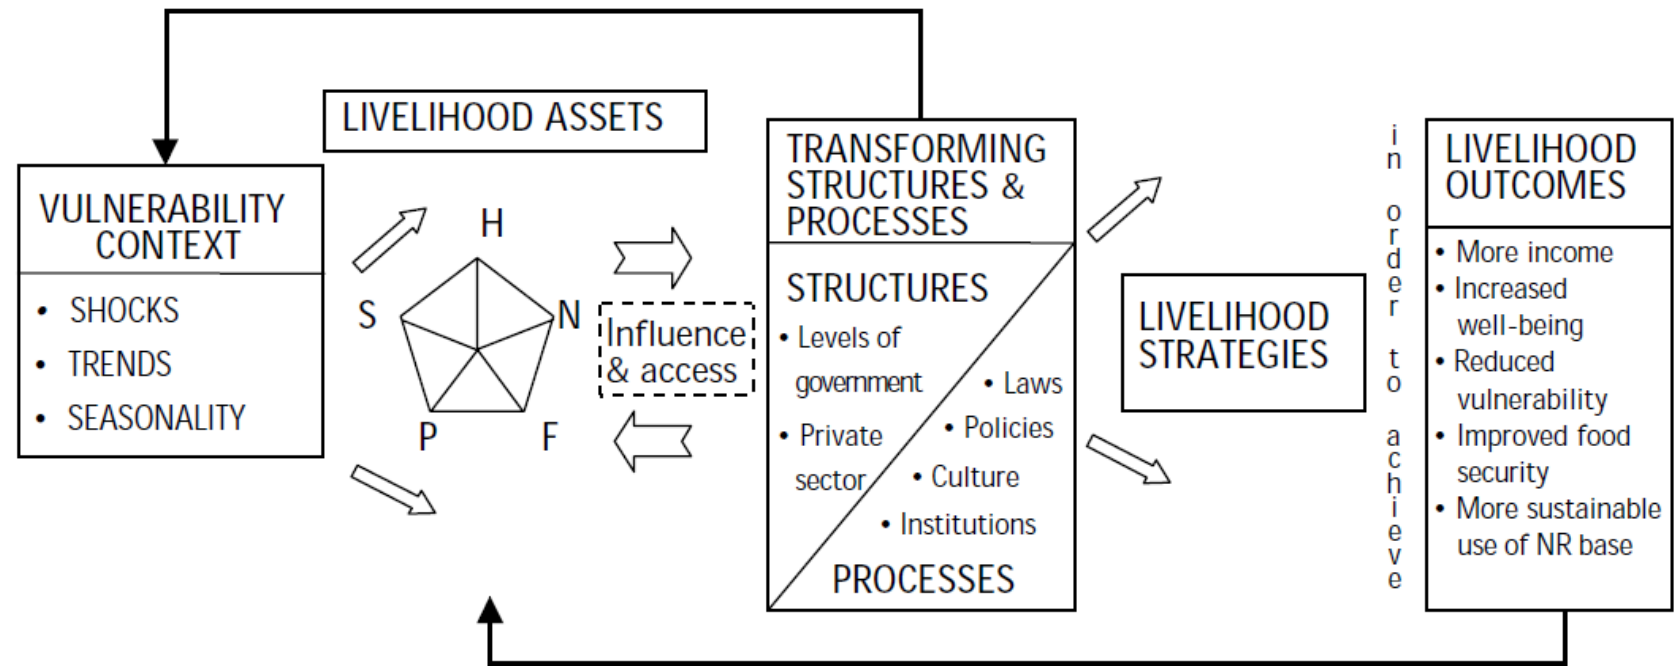 LIVELIHOOD ASSETS
VULNERABILITY
CONTEXT
• SHOCKS
• TRENDS
• SEASONALITY
H
S
N
P
F
Influence
& access
TRANSFORMING
STRUCTURES &
PROCESSES
STRUCTURES
• Levels of
government
• Private
sector
• Laws
• Policies
• Culture
• Institutions
PROCESSES
LIVELIHOOD
STRATEGIES
in order to achieve
LIVELIHOOD
OUTCOMES
• More income
• Increased
well-being
• Reduced
vulnerability
• Improved food
security
• More sustainable
use of NR base